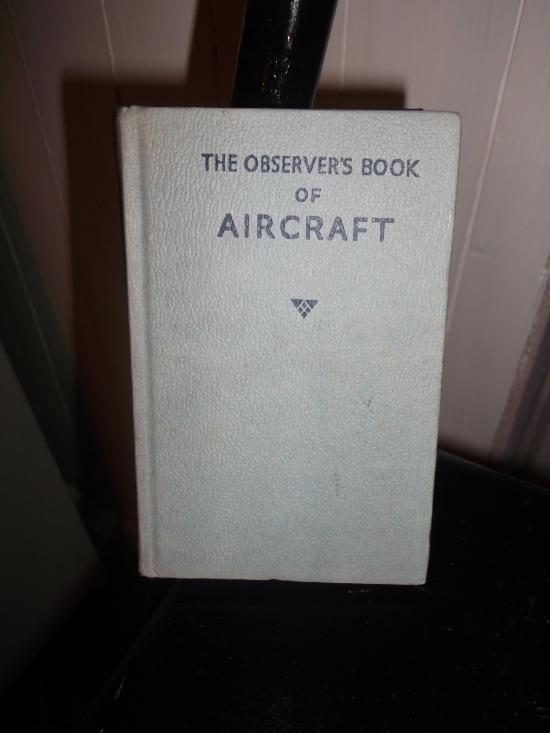 THE OBSERVER'S BOOK
OF
AIRCRAFT